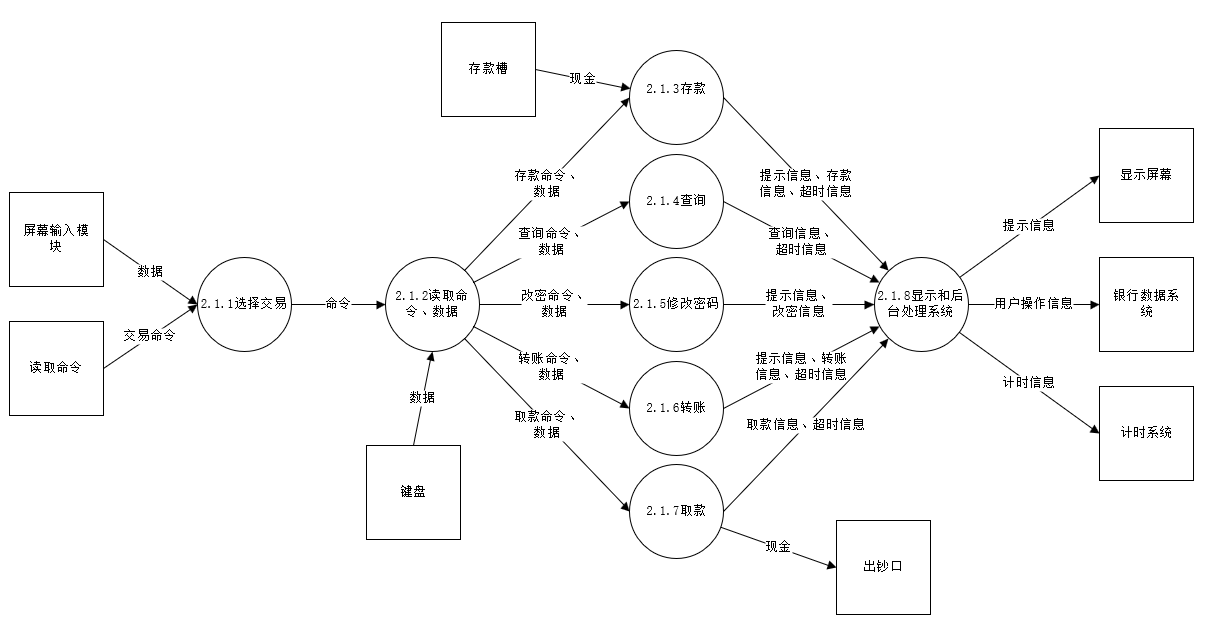 存款槽
现金
2.1.3存款
存款命令、
数据
提示信息、存款
信息、超时信息
显示屏幕
2.1.4查询
屏幕输入模
块
查询命令、
数据
查询信息、
超时信息
提示信息
数据
2.1.1选择交易
命令
2.1.2读取命
令、数据
改密命令、
数据
2.1.5修改密码
提示信息、
改密信息
2.1.8显示和后
台处理系统
用户操作信息
银行数据系
统
交易命令
读取命令
转账命令、
数据
提示信息、转账
信息、超时信息
计时信息
数据
2.1.6转账
取款命令、
数据
取款信息、超时信息
计时系统
键盘
2.1.7取款
现金
出钞口